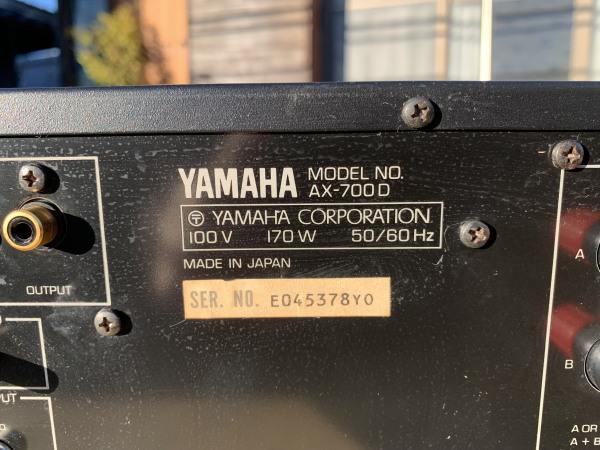 YAMAHA MODEL NO.
AX-700D
〒 YAMAHA CORPORATION
100V 170W 50/60Hz
MADE IN JAPAN
SER. NO. E045378Y0
OUTPUT
A
B
A OR
A + B